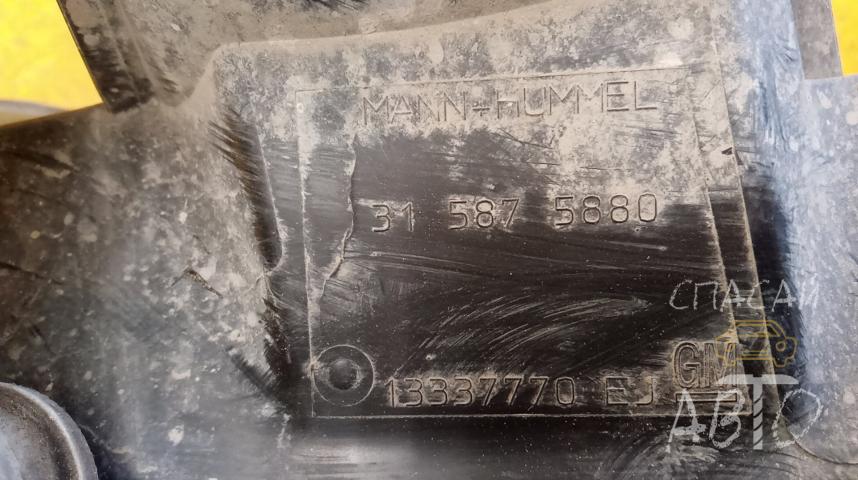 MANN+HUMMEL
31 587 5880
13337770 EJ GM
СПАСАЙ
АВТО